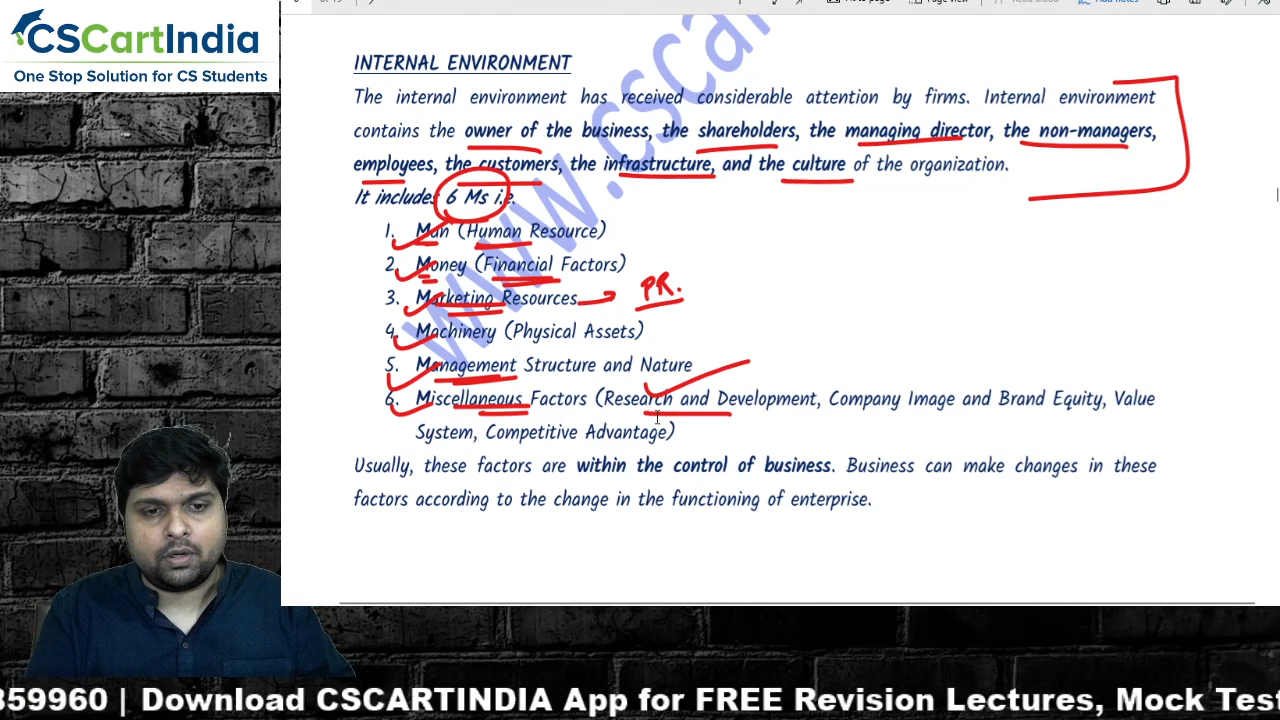 CSCartIndia
One Stop Solution for CS Students
INTERNAL ENVIRONMENT
The internal environment has received considerable attention by firms. Internal environment
contains the owner of the business, the shareholders, the managing director, the non-managers,
employees, the customers, the infrastructure, and the culture of the organization.
It includes 6 Ms i.e.
1. Man (Human Resource)
2. Money (Financial Factors)
3. Marketing Resources PR.
4. Machinery (Physical Assets)
5. Management Structure and Nature
6. Miscellaneous Factors (Research and Development, Company Image and Brand Equity, Value
System, Competitive Advantage)
Usually, these factors are within the control of business. Business can make changes in these
factors according to the change in the functioning of enterprise.
www.cscar
859960 | Download CSCARTINDIA App for FREE Revision Lectures, Mock Test